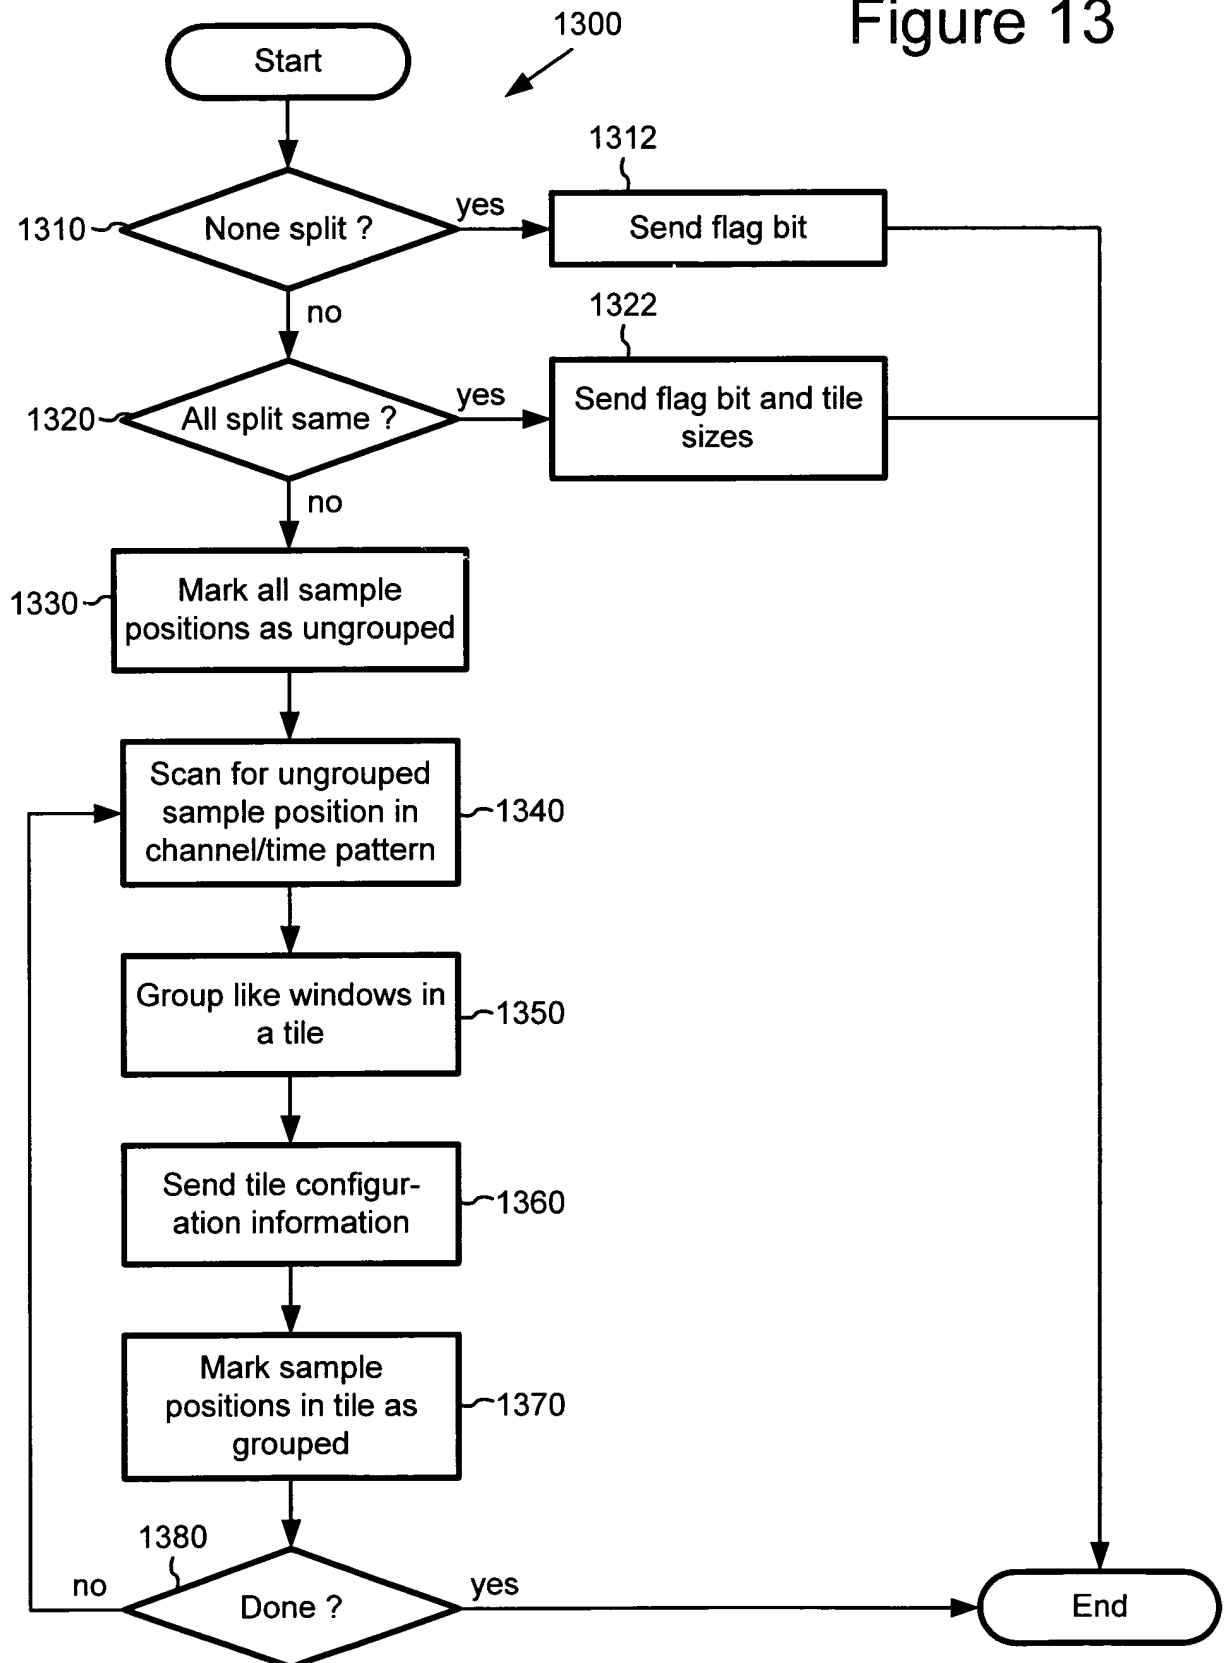 Figure 13
1300
Start
1312
1310
None split ?
yes
Send flag bit
no
1322
1320
All split same ?
yes
Send flag bit and tile
sizes
no
1330
Mark all sample
positions as ungrouped
Scan for ungrouped
sample position in
channel/time pattern
1340
Group like windows in
a tile
1350
Send tile configur-
ation information
1360
Mark sample
positions in tile as
grouped
1370
1380
no
Done ?
yes
End